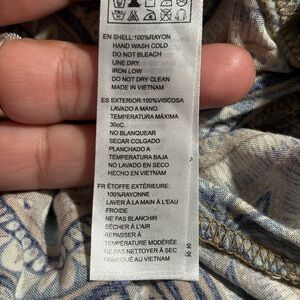 EN SHELL:100%RAYON
HAND WASH COLD
DO NOT BLEACH
LINE DRY
IRON LOW
DO NOT DRY CLEAN
MADE IN VIETNAM
ES EXTERIOR:100%VISCOSA
LAVADO A MANO.
TEMPERATURA MÁXIMA
30oC.
NO BLANQUEAR
SECAR COLGADO
PLANCHADO A
TEMPERATURA BAJA
NO LAVADO EN SECO
HECHO EN VIETNAM
FR ÉTOFFE EXTÉRIEURE:
100%RAYONNE
LAVER À LA MAIN À L'EAU
FROIDE
NE PAS BLANCHIR
SÉCHER À L'AIR
REPASSER À
TEMPÉRATURE MODÉRÉE
NE PAS NETTOYER À SEC
FABRIQUÉ AU VIETNAM